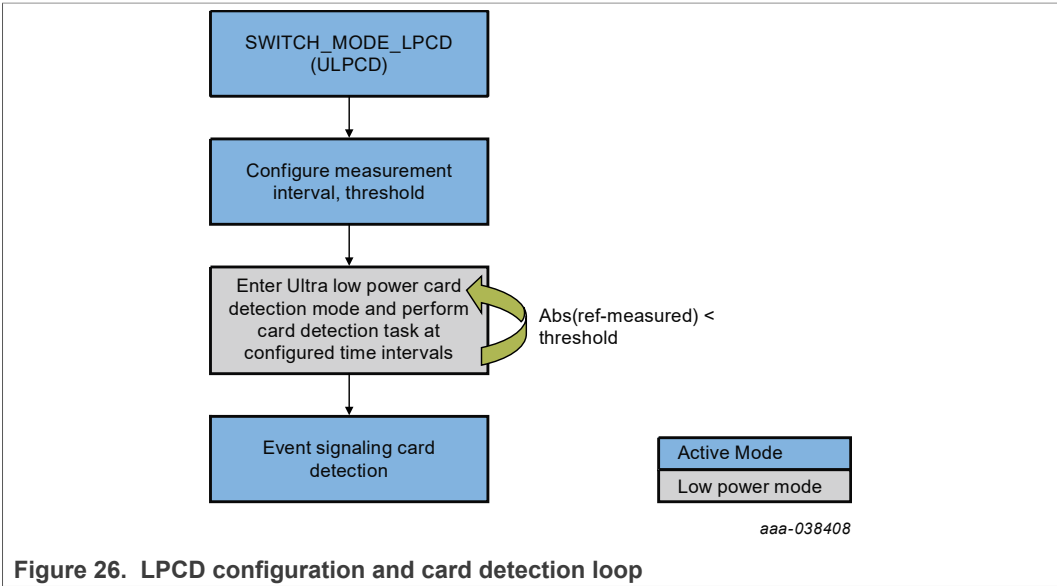 SWITCH_MODE_LPCD
(ULPCD)
Configure measurement
interval, threshold
Enter Ultra low power card
detection mode and perform
card detection task at
configured time intervals
Abs(ref-measured) <
threshold
Event signaling card
detection
Active Mode
Low power mode
aaa-038408
Figure 26. LPCD configuration and card detection loop